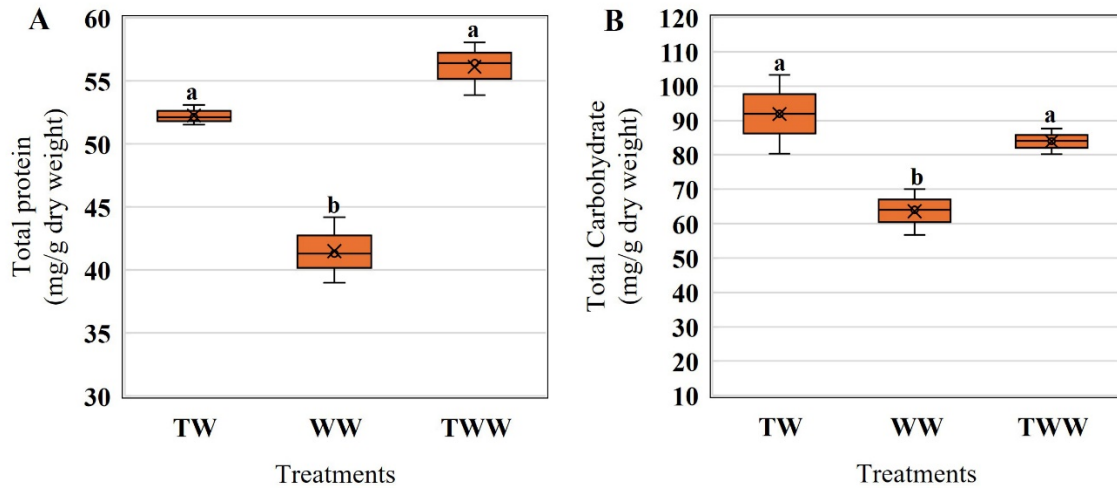 A
Total protein
(mg/g dry weight)
60
55
50
45
40
35
30
a
b
a
TW WW TWW
Treatments
B
Total Carbohydrate
(mg/g dry weight)
120
110
100
90
80
70
60
50
40
30
20
10
a
b
a
TW WW TWW
Treatments